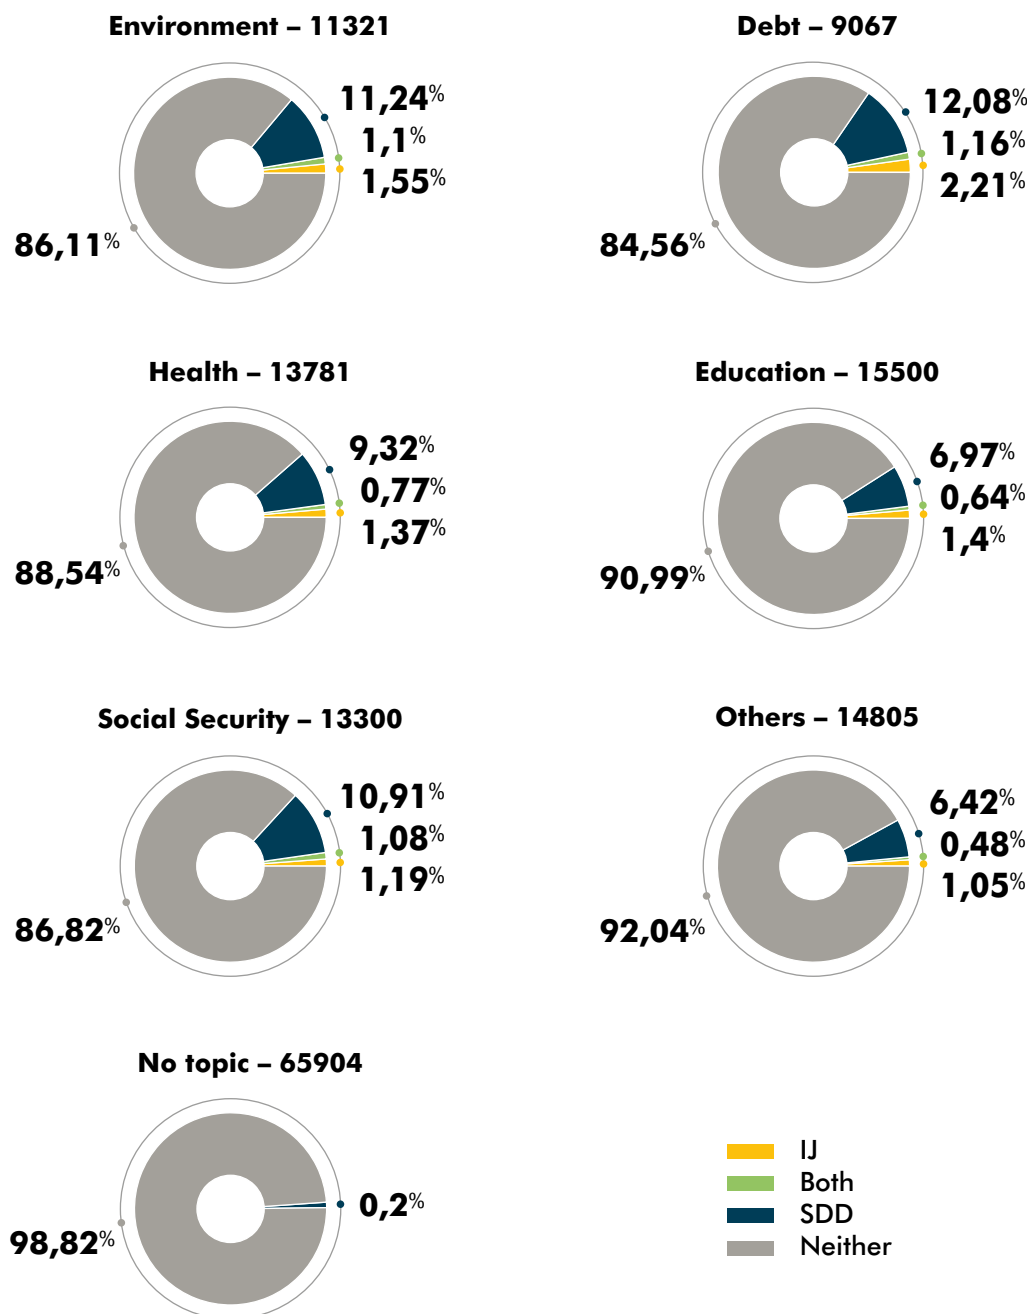 Environment – 11321
11,24%
1,1%
1,55%
86,11%
Debt – 9067
12,08%
1,16%
2,21%
84,56%
Health – 13781
9,32%
0,77%
1,37%
88,54%
Education – 15500
6,97%
0,64%
1,4%
90,99%
Social Security – 13300
10,91%
1,08%
1,19%
86,82%
Others – 14805
6,42%
0,48%
1,05%
92,04%
No topic – 65904
0,2%
98,82%
IJ
Both
SDD
Neither